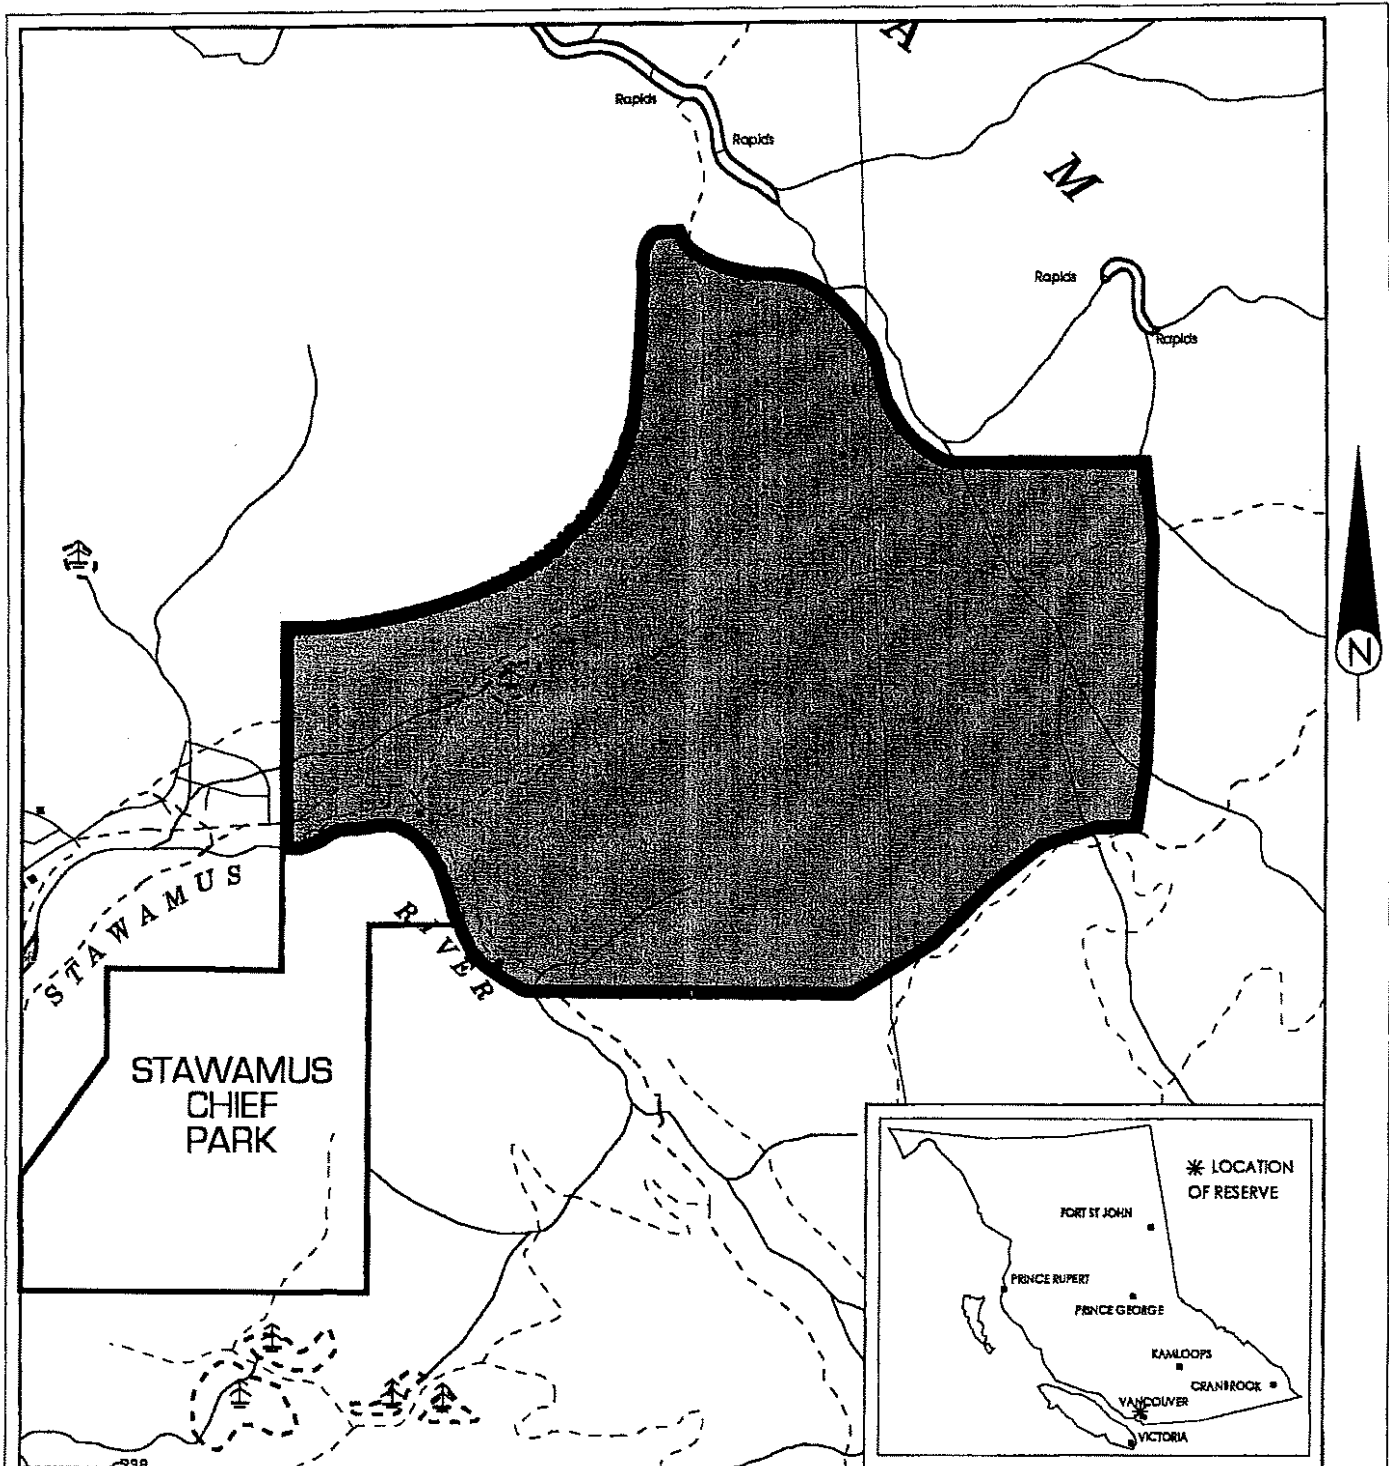 A
M
Rapids
Rapids
Rapids
Rapids
N
STAWAMUS
RIVER
STAWAMUS
CHIEF
PARK
LOCATION
OF RESERVE
FORT ST JOHN
PRINCE RUPERT
PRINCE GEORGE
KAMLOOPS
CRANBROOK
VANCOUVER
VICTORIA